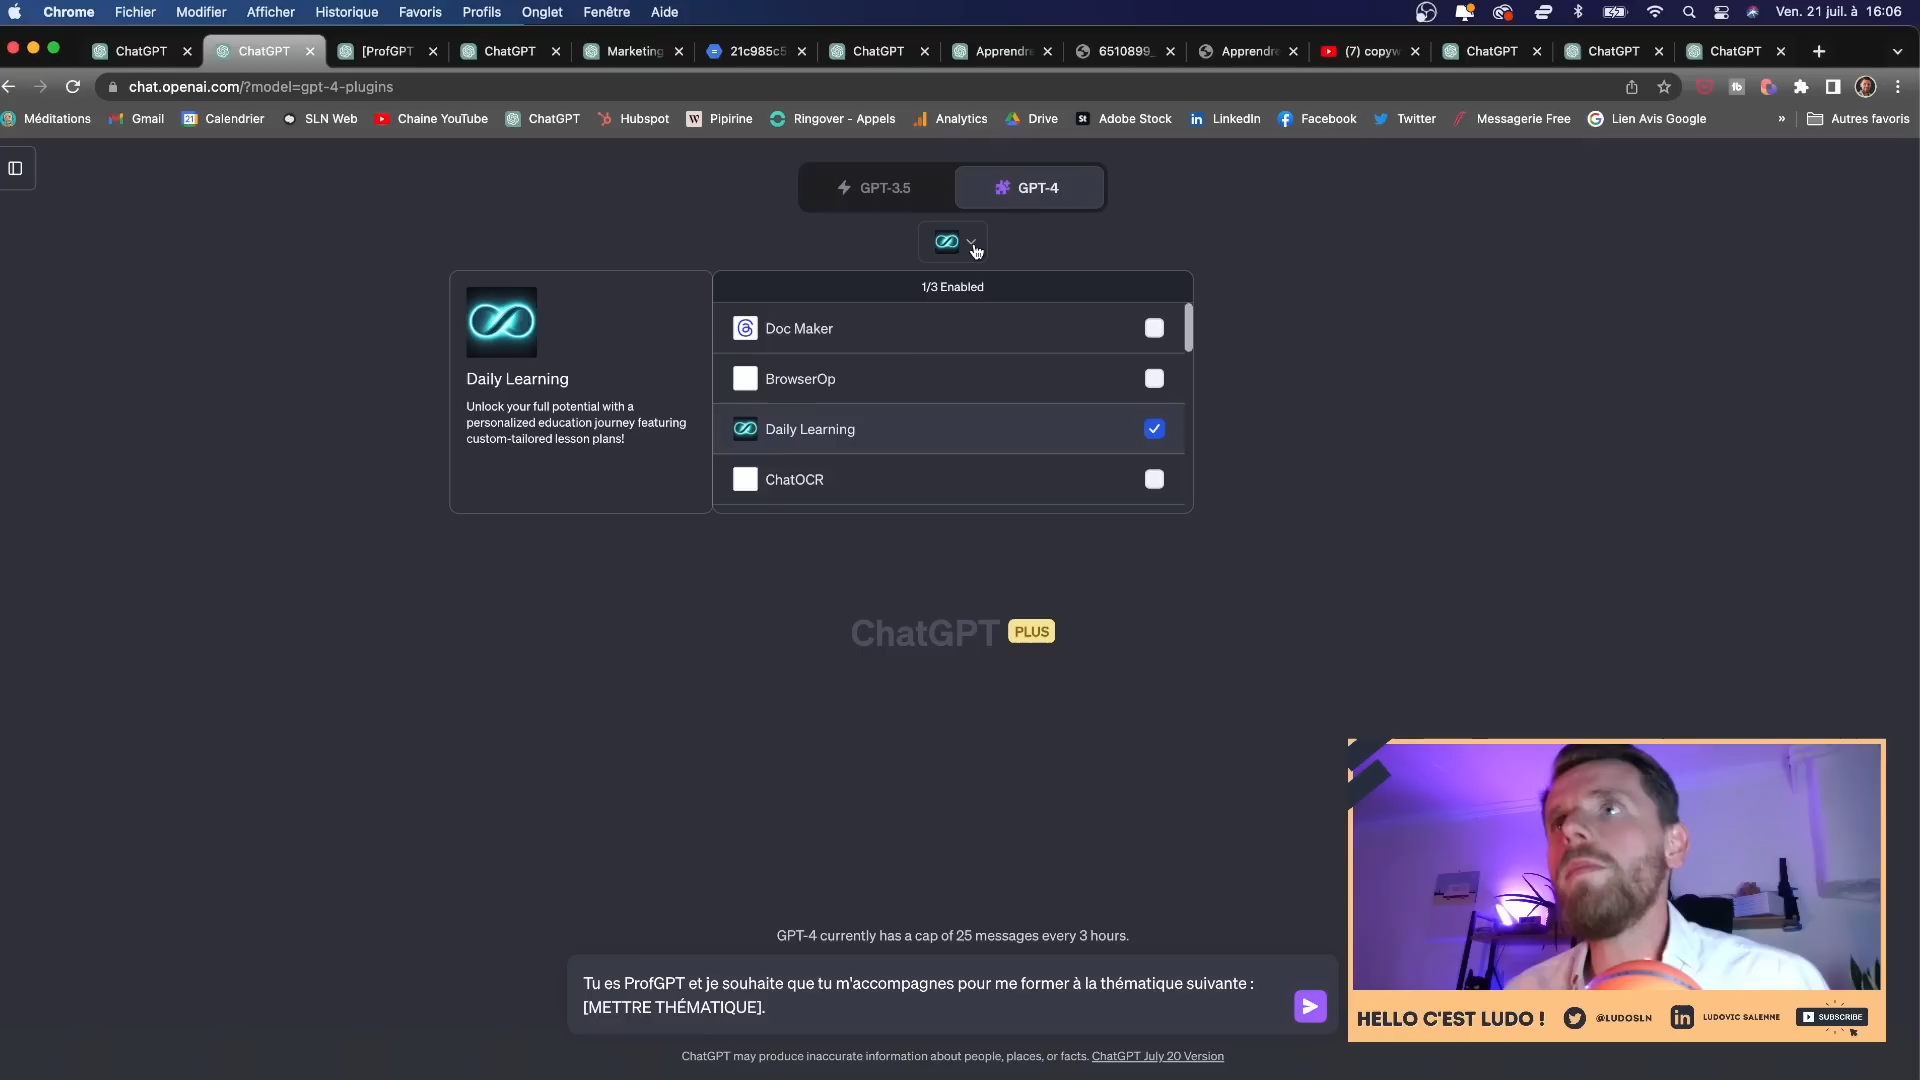 Chrome Fichier Modifier Afficher Historique Favoris Profils Onglet Fenêtre Aide Ven. 21 juil. à 16:06
ChatGPT ChatGPT [ProfGPT ChatGPT Marketing 21c985c5 ChatGPT Apprendre 6510899_ Apprendre (7) copyw ChatGPT ChatGPT ChatGPT
chat.openai.com/?model=gpt-4-plugins
Méditations Gmail Calendrier SLN Web Chaine YouTube ChatGPT Hubspot Pipirine Ringover - Appels Analytics Drive Adobe Stock LinkedIn Facebook Twitter Messagerie Free Lien Avis Google » Autres favoris
GPT-3.5 GPT-4
1/3 Enabled
Doc Maker
BrowserOp
Daily Learning
ChatOCR
Daily Learning
Unlock your full potential with a
personalized education journey featuring
custom-tailored lesson plans!
ChatGPT PLUS
GPT-4 currently has a cap of 25 messages every 3 hours.
Tu es ProfGPT et je souhaite que tu m'accompagnes pour me former à la thématique suivante :
[METTRE THÉMATIQUE].
ChatGPT may produce inaccurate information about people, places, or facts. ChatGPT July 20 Version
HELLO C'EST LUDO ! @LUDOSLN LUDOVIC SALENNE SUBSCRIBE